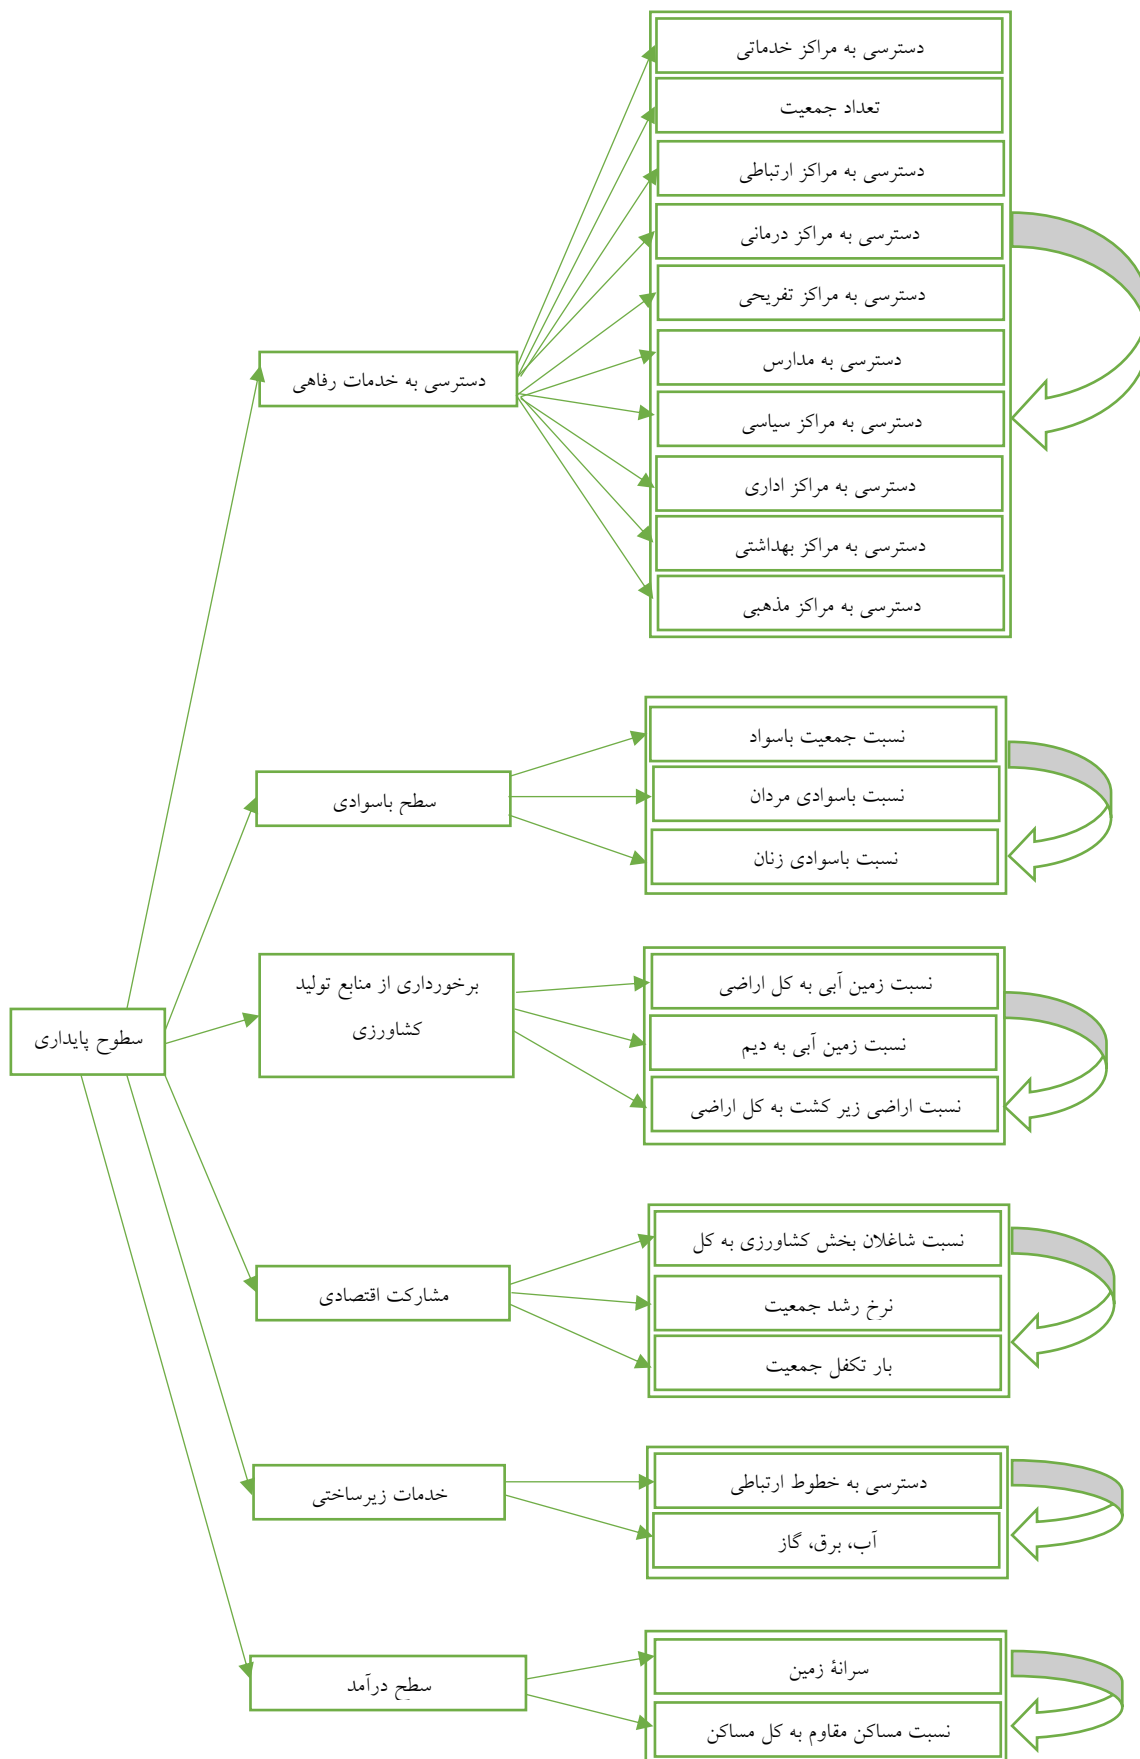 دسترسی به مراکز خدماتی
تعداد جمعیت
دسترسی به مراکز ارتباطی
دسترسی به مراکز درمانی
دسترسی به مراکز تفریحی
دسترسی به مدارس
دسترسی به خدمات رفاهی
دسترسی به مراکز سیاسی
دسترسی به مراکز اداری
دسترسی به مراکز بهداشتی
دسترسی به مراکز مذهبی
نسبت جمعیت باسواد
نسبت باسوادی مردان
سطح باسوادی
نسبت باسوادی زنان
نسبت زمین آبی به کل اراضی
برخورداری از منابع تولید
کشاورزی
سطوح پایداری
نسبت زمین آبی به دیم
نسبت اراضی زیر کشت به کل اراضی
نسبت شاغلان بخش کشاورزی به کل
مشارکت اقتصادی
نرخ رشد جمعیت
بار تکفل جمعیت
دسترسی به خطوط ارتباطی
خدمات زیرساختی
آب، برق، گاز
سرانۀ زمین
سطح درآمد
نسبت مساکن مقاوم به کل مساکن